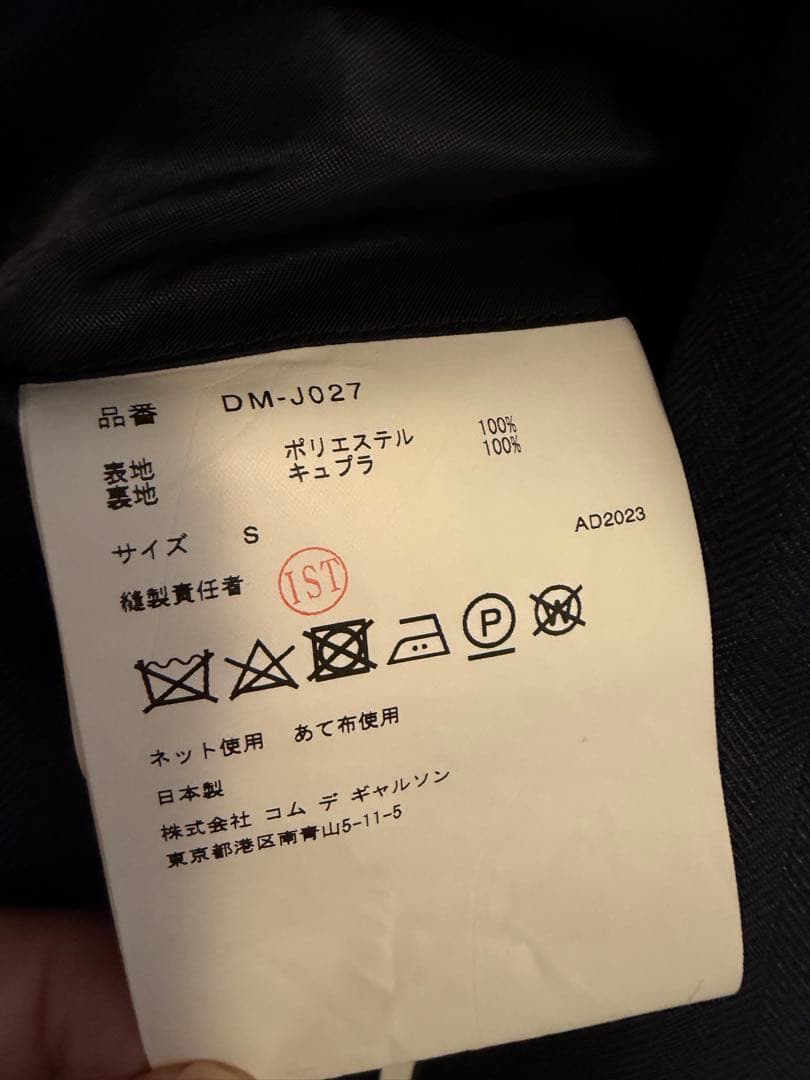 品番 DM-J027
表地 ポリエステル 100%
裏地 キュプラ 100%
サイズ S AD2023
縫製責任者 IST
P W
ネット使用 あて布使用
日本製
株式会社 コム デ ギャルソン
東京都港区南青山5-11-5